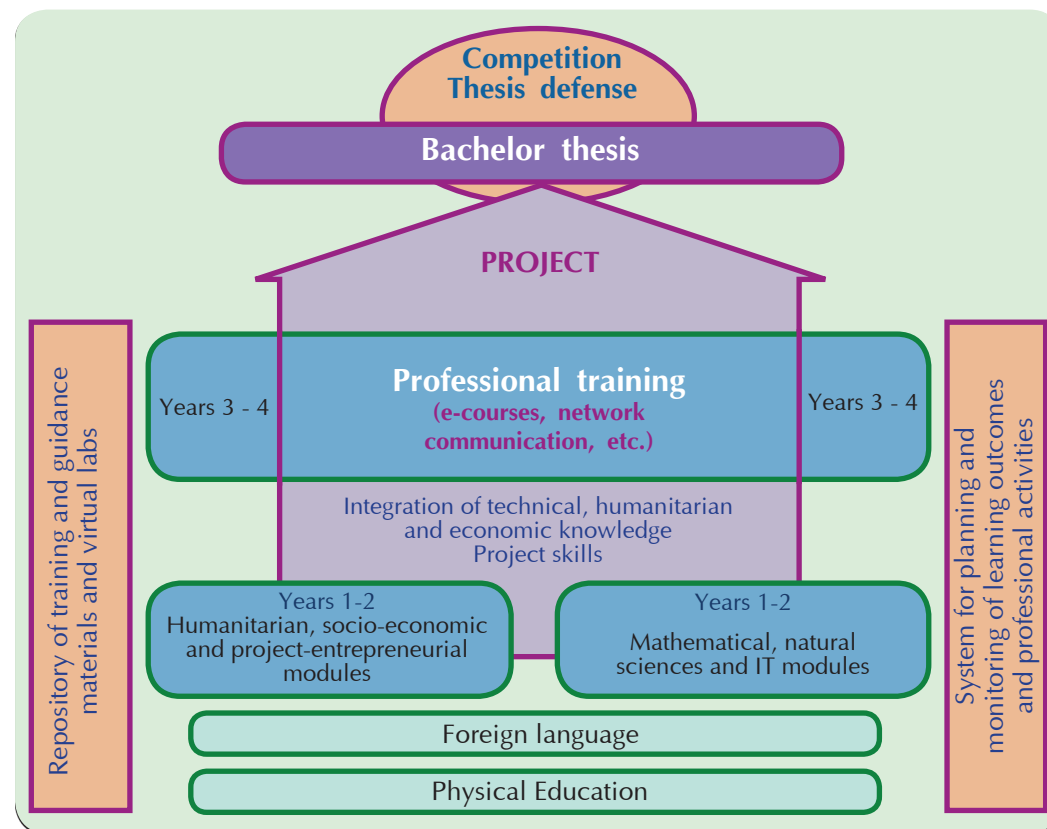 Competition
Thesis defense
Bachelor thesis
PROJECT
Repository of training and guidance
materials and virtual labs
Years 3 - 4
Professional training
(e-courses, network
communication, etc.)
Years 3 - 4
System for planning and
monitoring of learning outcomes
and professional activities
Integration of technical, humanitarian
and economic knowledge
Project skills
Years 1-2
Humanitarian, socio-economic
and project-entrepreneurial
modules
Years 1-2
Mathematical, natural
sciences and IT modules
Foreign language
Physical Education